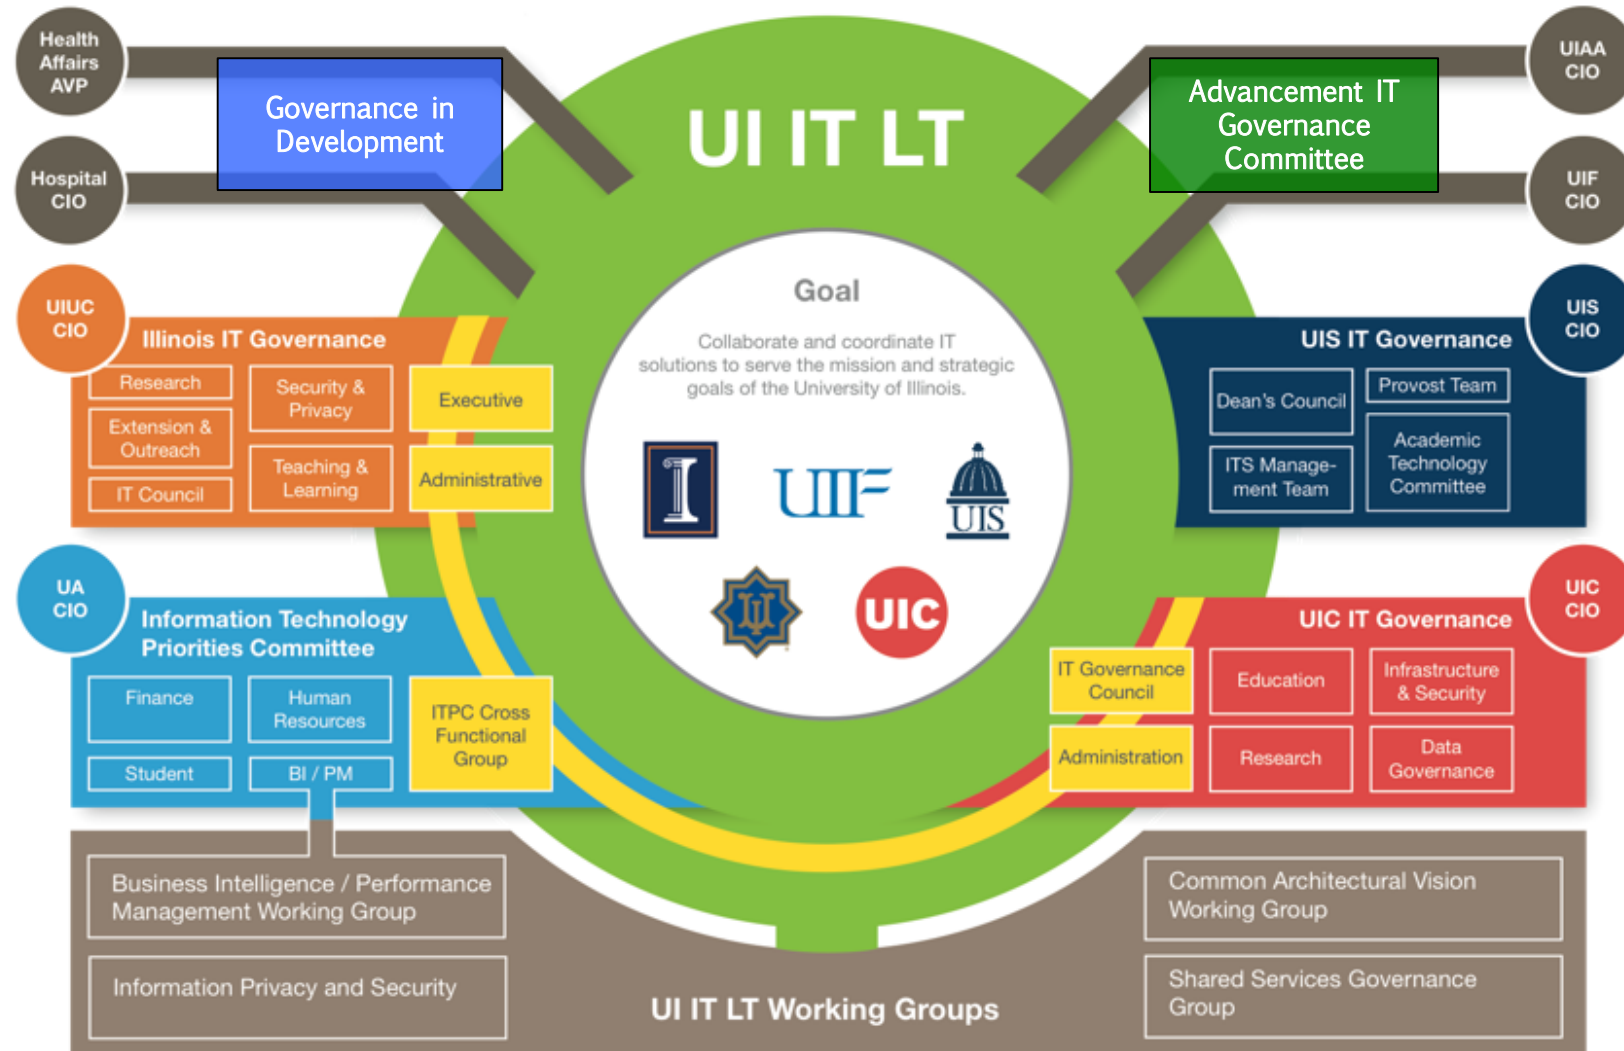 Health
Affairs
AVP
Governance in
Development
Hospital
CIO
UI IT LT
Advancement IT
Governance
Committee
UIAA
CIO
UIF
CIO
Goal
Collaborate and coordinate IT
solutions to serve the mission and strategic
goals of the University of Illinois.
I
UIF
UIS
UI
UIC
UIUC
CIO
Illinois IT Governance
Research
Extension &
Outreach
IT Council
Security &
Privacy
Teaching &
Learning
Executive
Administrative
UIS
CIO
UIS IT Governance
Dean's Council
ITS Manage-
ment Team
Provost Team
Academic
Technology
Committee
UA
CIO
Information Technology
Priorities Committee
Finance
Student
Human
Resources
BI / PM
ITPC Cross
Functional
Group
UIC
CIO
UIC IT Governance
IT Governance
Council
Administration
Education
Research
Infrastructure
& Security
Data
Governance
Business Intelligence / Performance
Management Working Group
Information Privacy and Security
UI IT LT Working Groups
Common Architectural Vision
Working Group
Shared Services Governance
Group